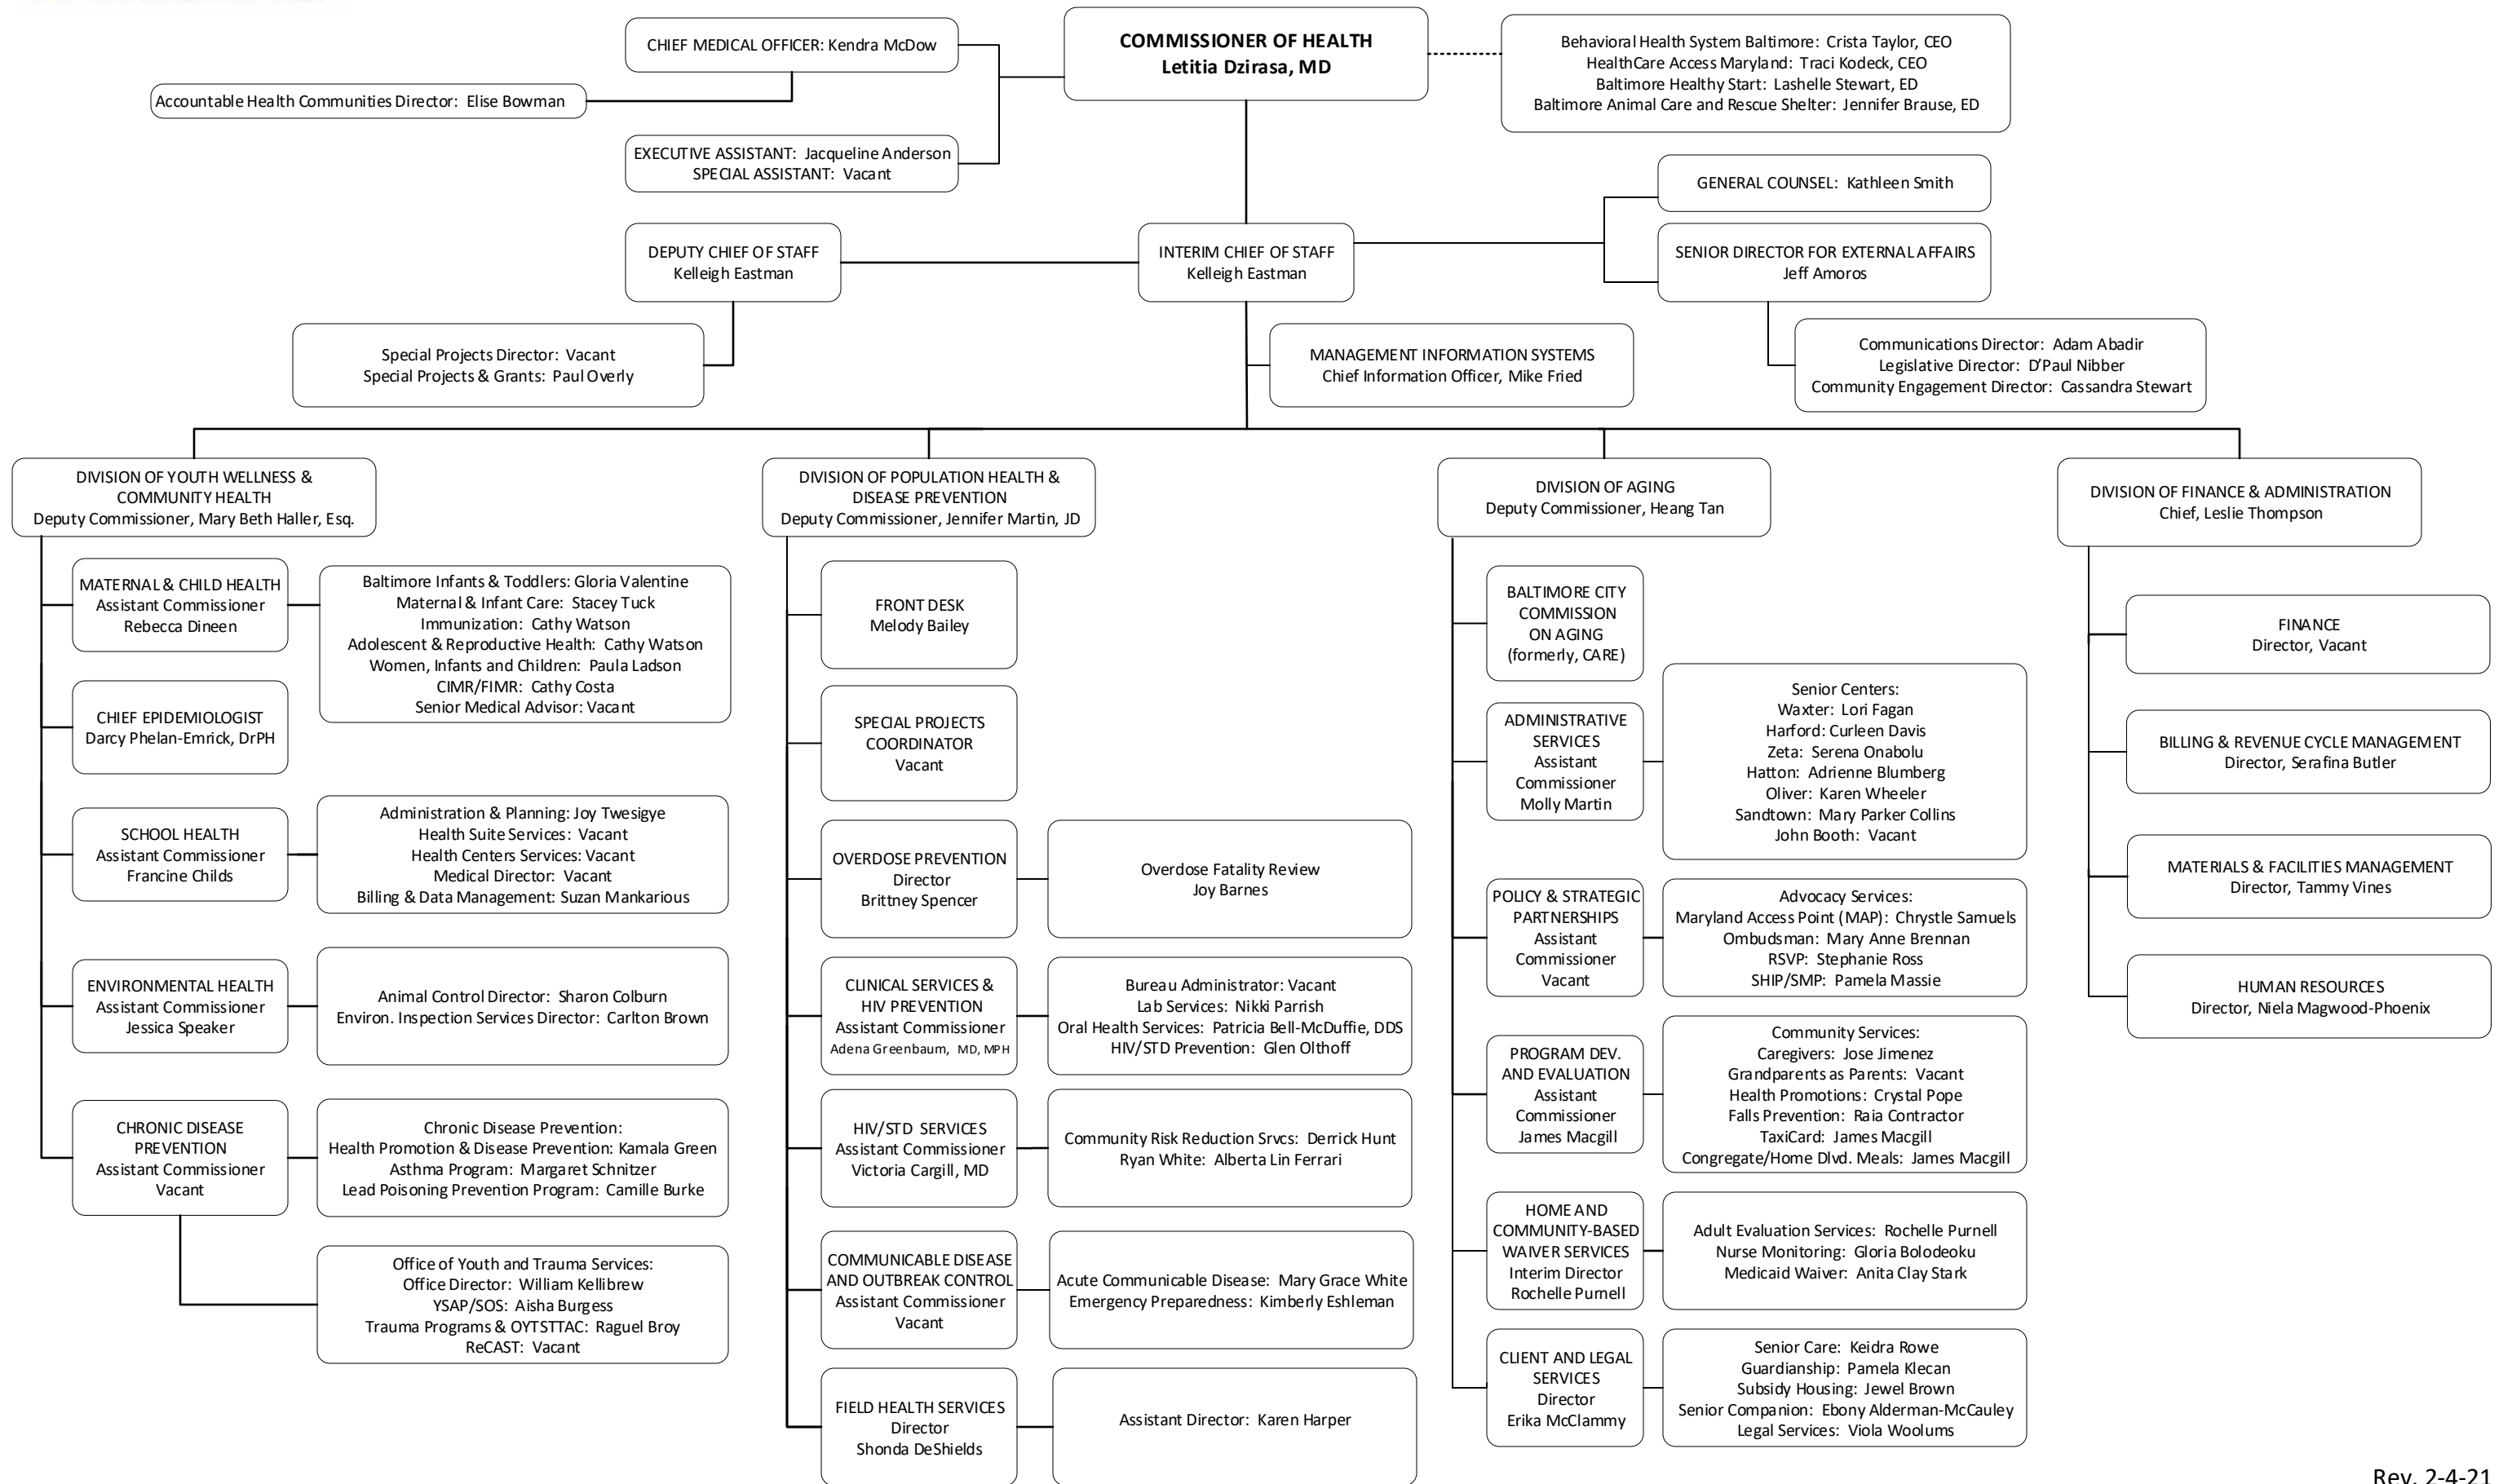 COMMISSIONER OF HEALTH
Letitia Dzirasa, MD
CHIEF MEDICAL OFFICER: Kendra McDow
Accountable Health Communities Director: Elise Bowman
EXECUTIVE ASSISTANT: Jacqueline Anderson
SPECIAL ASSISTANT: Vacant
Behavioral Health System Baltimore: Crista Taylor, CEO
HealthCare Access Maryland: Traci Kodeck, CEO
Baltimore Healthy Start: Lashelle Stewart, ED
Baltimore Animal Care and Rescue Shelter: Jennifer Brause, ED
GENERAL COUNSEL: Kathleen Smith
DEPUTY CHIEF OF STAFF
Kelleigh Eastman
INTERIM CHIEF OF STAFF
Kelleigh Eastman
SENIOR DIRECTOR FOR EXTERNAL AFFAIRS
Jeff Amoros
Special Projects Director: Vacant
Special Projects & Grants: Paul Overly
MANAGEMENT INFORMATION SYSTEMS
Chief Information Officer, Mike Fried
Communications Director: Adam Abadir
Legislative Director: D'Paul Nibber
Community Engagement Director: Cassandra Stewart
DIVISION OF YOUTH WELLNESS &
COMMUNITY HEALTH
Deputy Commissioner, Mary Beth Haller, Esq.
MATERNAL & CHILD HEALTH
Assistant Commissioner
Rebecca Dineen
Baltimore Infants & Toddlers: Gloria Valentine
Maternal & Infant Care: Stacey Tuck
Immunization: Cathy Watson
Adolescent & Reproductive Health: Cathy Watson
Women, Infants and Children: Paula Ladson
CIMR/FIMR: Cathy Costa
Senior Medical Advisor: Vacant
CHIEF EPIDEMIOLOGIST
Darcy Phelan-Emrick, DrPH
SCHOOL HEALTH
Assistant Commissioner
Francine Childs
Administration & Planning: Joy Twesigye
Health Suite Services: Vacant
Health Centers Services: Vacant
Medical Director: Vacant
Billing & Data Management: Suzan Mankarious
ENVIRONMENTAL HEALTH
Assistant Commissioner
Jessica Speaker
Animal Control Director: Sharon Colburn
Environ. Inspection Services Director: Carlton Brown
CHRONIC DISEASE
PREVENTION
Assistant Commissioner
Vacant
Chronic Disease Prevention:
Health Promotion & Disease Prevention: Kamala Green
Asthma Program: Margaret Schnitzer
Lead Poisoning Prevention Program: Camille Burke
Office of Youth and Trauma Services:
Office Director: William Kellibrew
YSAP/SOS: Aisha Burgess
Trauma Programs & OYTSTTAC: Raguel Broy
ReCAST: Vacant
DIVISION OF POPULATION HEALTH &
DISEASE PREVENTION
Deputy Commissioner, Jennifer Martin, JD
FRONT DESK
Melody Bailey
SPECIAL PROJECTS
COORDINATOR
Vacant
OVERDOSE PREVENTION
Director
Brittney Spencer
Overdose Fatality Review
Joy Barnes
CLINICAL SERVICES &
HIV PREVENTION
Assistant Commissioner
Adena Greenbaum, MD, MPH
Bureau Administrator: Vacant
Lab Services: Nikki Parrish
Oral Health Services: Patricia Bell-McDuffie, DDS
HIV/STD Prevention: Glen Olthoff
HIV/STD SERVICES
Assistant Commissioner
Victoria Cargill, MD
Community Risk Reduction Srvcs: Derrick Hunt
Ryan White: Alberta Lin Ferrari
COMMUNICABLE DISEASE
AND OUTBREAK CONTROL
Assistant Commissioner
Vacant
Acute Communicable Disease: Mary Grace White
Emergency Preparedness: Kimberly Eshleman
FIELD HEALTH SERVICES
Director
Shonda DeShields
Assistant Director: Karen Harper
DIVISION OF AGING
Deputy Commissioner, Heang Tan
BALTIMORE CITY
COMMISSION
ON AGING
(formerly, CARE)
ADMINISTRATIVE
SERVICES
Assistant
Commissioner
Molly Martin
Senior Centers:
Waxter: Lori Fagan
Harford: Curleen Davis
Zeta: Serena Onabolu
Hatton: Adrienne Blumberg
Oliver: Karen Wheeler
Sandtown: Mary Parker Collins
John Booth: Vacant
POLICY & STRATEGIC
PARTNERSHIPS
Assistant
Commissioner
Vacant
Advocacy Services:
Maryland Access Point (MAP): Chrystle Samuels
Ombudsman: Mary Anne Brennan
RSVP: Stephanie Ross
SHIP/SMP: Pamela Massie
PROGRAM DEV.
AND EVALUATION
Assistant
Commissioner
James Macgill
Community Services:
Caregivers: Jose Jimenez
Grandparents as Parents: Vacant
Health Promotions: Crystal Pope
Falls Prevention: Raia Contractor
TaxiCard: James Macgill
Congregate/Home Dlvd. Meals: James Macgill
HOME AND
COMMUNITY-BASED
WAIVER SERVICES
Interim Director
Rochelle Purnell
Adult Evaluation Services: Rochelle Purnell
Nurse Monitoring: Gloria Bolodeoku
Medicaid Waiver: Anita Clay Stark
CLIENT AND LEGAL
SERVICES
Director
Erika McClammy
Senior Care: Keidra Rowe
Guardianship: Pamela Klecan
Subsidy Housing: Jewel Brown
Senior Companion: Ebony Alderman-McCauley
Legal Services: Viola Woolums
DIVISION OF FINANCE & ADMINISTRATION
Chief, Leslie Thompson
FINANCE
Director, Vacant
BILLING & REVENUE CYCLE MANAGEMENT
Director, Serafina Butler
MATERIALS & FACILITIES MANAGEMENT
Director, Tammy Vines
HUMAN RESOURCES
Director, Niela Magwood-Phoenix
Rev. 2-4-21